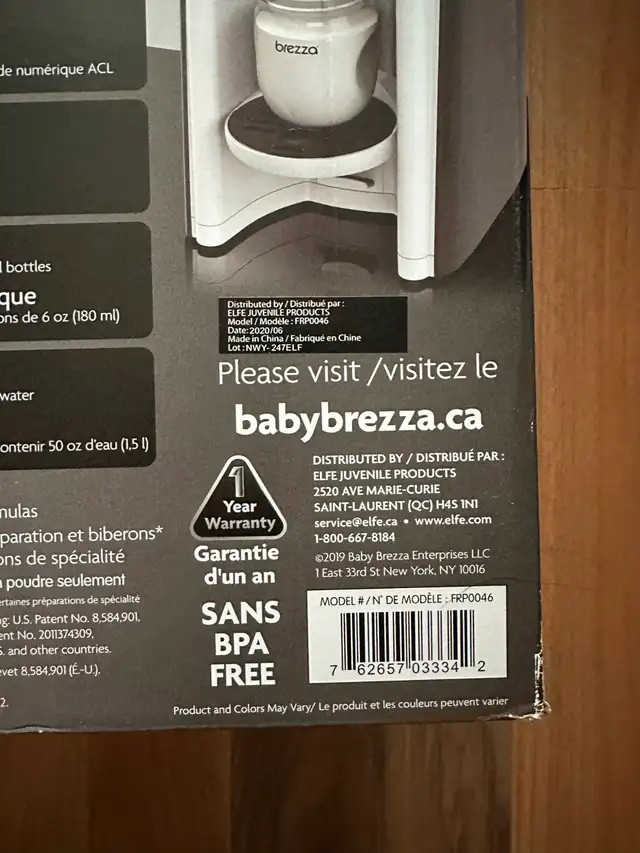 brezza
de numérique ACL
bottles
que
ons de 6 oz (180 ml)
water
ontenir 50 oz d'eau (1,5 l)
Distributed by / Distribué par :
ELFE JUVENILE PRODUCTS
Model / Modèle : FRP0046
Date: 2020/06
Made in China / Fabriqué en Chine
Lot : NWY- 247ELF
Please visit /visitez le
babybrezza.ca
1
Year
Warranty
Garantie
d'un an
SANS
BPA
FREE
DISTRIBUTED BY / DISTRIBUÉ PAR :
ELFE JUVENILE PRODUCTS
2520 AVE MARIE-CURIE
SAINT-LAURENT (QC) H4S 1N1
service@elfe.ca • www.elfe.com
1-800-667-8184
©2019 Baby Brezza Enterprises LLC
1 East 33rd St New York, NY 10016
MODEL # / N° DE MODÈLE : FRP0046
7 62657 03334 2
mulas
paration et biberons*
ons de spécialité
poudre seulement
ertaines préparations de spécialité
g: U.S. Patent No. 8,584,901,
ent No. 2011374309,
S. and other countries.
evet 8,584,901 (É.-U.),
2.
Product and Colors May Vary/ Le produit et les couleurs peuvent varier